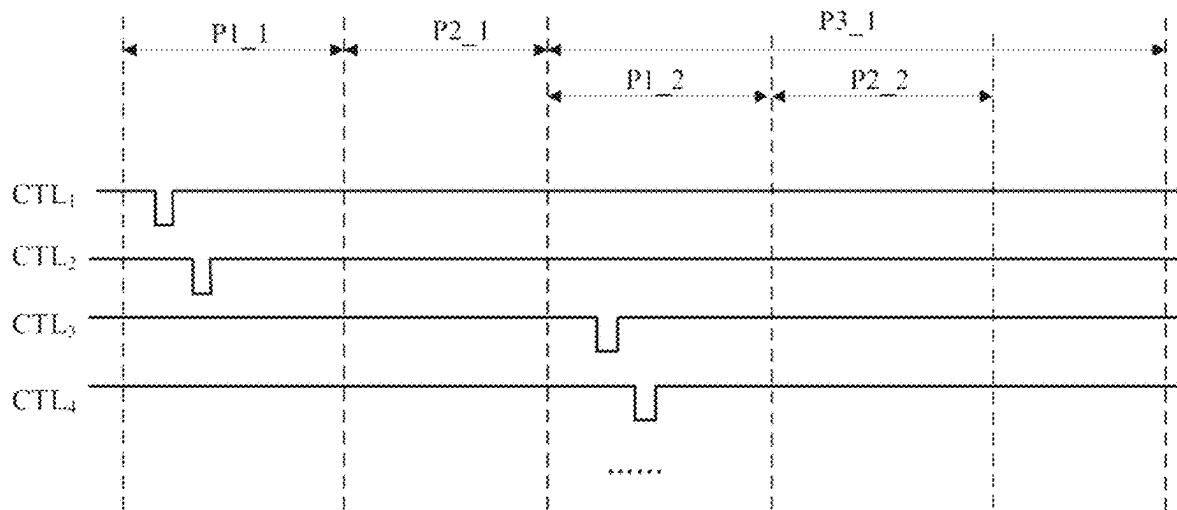 P1_1 P2_1 P3_1
P1_2 P2_2
CTL₁
CTL₂
CTL₃
CTL₄
......